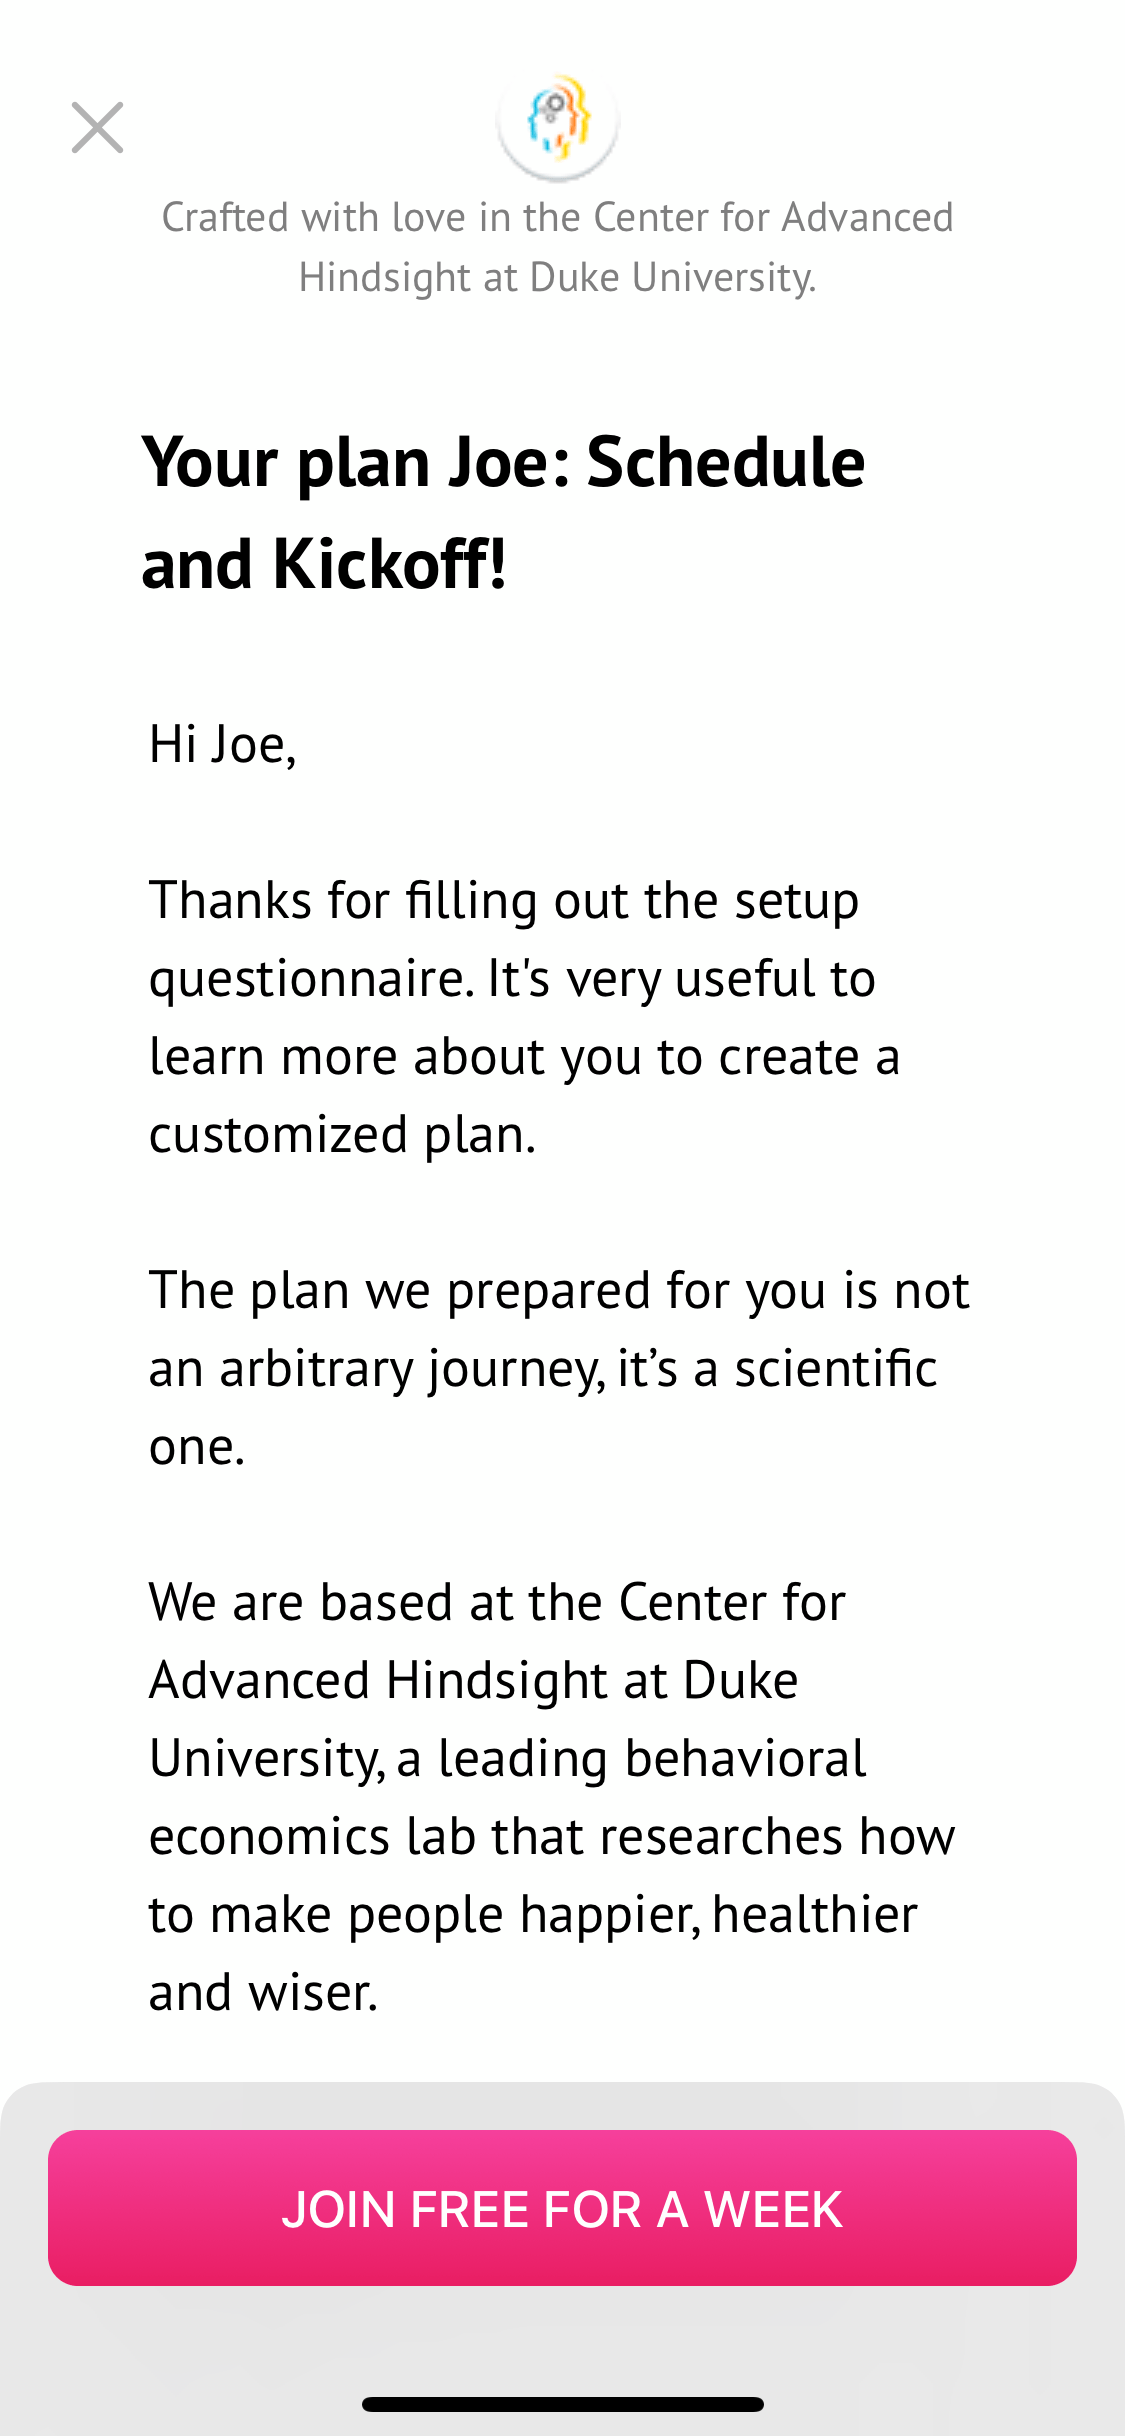 Crafted with love in the Center for Advanced
Hindsight at Duke University.
Your plan Joe: Schedule
and Kickoff!
Hi Joe,
Thanks for filling out the setup
questionnaire. It's very useful to
learn more about you to create a
customized plan.
The plan we prepared for you is not
an arbitrary journey, it’s a scientific
one.
We are based at the Center for
Advanced Hindsight at Duke
University, a leading behavioral
economics lab that researches how
to make people happier, healthier
and wiser.
JOIN FREE FOR A WEEK